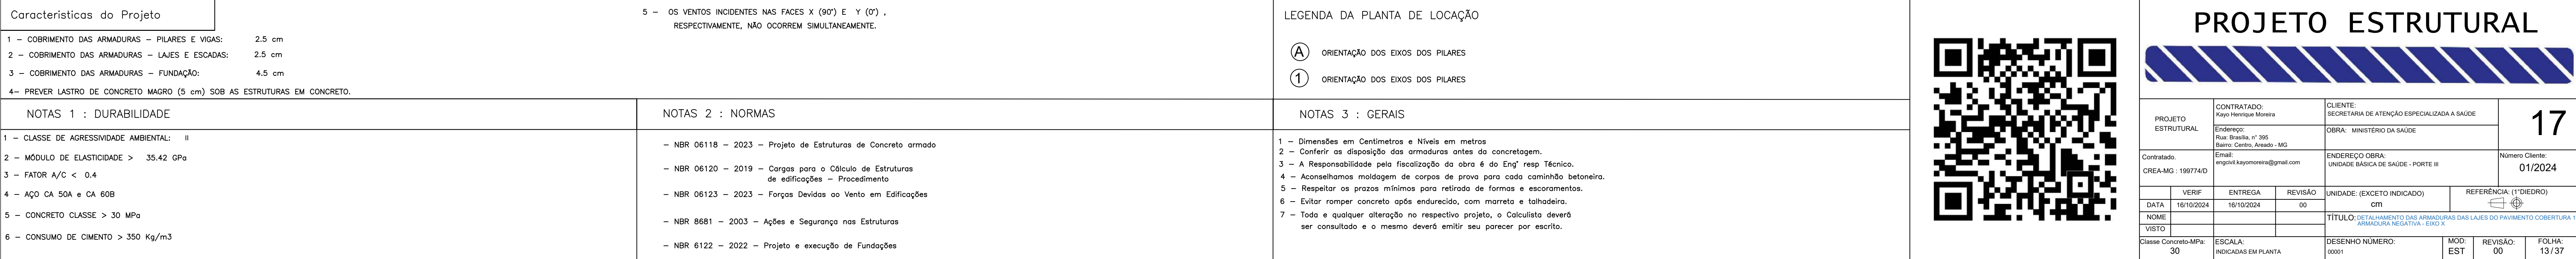 Características do Projeto
1 – COBRIMENTO DAS ARMADURAS – PILARES E VIGAS: 2.5 cm
2 – COBRIMENTO DAS ARMADURAS – LAJES E ESCADAS: 2.5 cm
3 – COBRIMENTO DAS ARMADURAS – FUNDAÇÃO: 4.5 cm
4– PREVER LASTRO DE CONCRETO MAGRO (5 cm) SOB AS ESTRUTURAS EM CONCRETO.
5 – OS VENTOS INCIDENTES NAS FACES X (90°) E Y (0°) ,
RESPECTIVAMENTE, NÃO OCORREM SIMULTANEAMENTE.
LEGENDA DA PLANTA DE LOCAÇÃO
A ORIENTAÇÃO DOS EIXOS DOS PILARES
1 ORIENTAÇÃO DOS EIXOS DOS PILARES
NOTAS 1 : DURABILIDADE
1 – CLASSE DE AGRESSIVIDADE AMBIENTAL: II
2 – MÓDULO DE ELASTICIDADE > 35.42 GPa
3 – FATOR A/C < 0.4
4 – AÇO CA 50A e CA 60B
5 – CONCRETO CLASSE > 30 MPa
6 – CONSUMO DE CIMENTO > 350 Kg/m3
NOTAS 2 : NORMAS
– NBR 06118 – 2023 – Projeto de Estruturas de Concreto armado
– NBR 06120 – 2019 – Cargas para o Câlculo de Estruturas
de edificações – Procedimento
– NBR 06123 – 2023 – Forças Devidas ao Vento em Edificações
– NBR 8681 – 2003 – Ações e Segurança nas Estruturas
– NBR 6122 – 2022 – Projeto e execução de Fundações
NOTAS 3 : GERAIS
1 – Dimensões em Centimetros e Níveis em metros
2 – Conferir as disposição das armaduras antes da concretagem.
3 – A Responsabilidade pela fiscalização da obra é do Eng° resp Técnico.
4 – Aconselhamos moldagem de corpos de prova para cada caminhão betoneira.
5 – Respeitar os prazos mínimos para retirada de formas e escoramentos.
6 – Evitar romper concreto após endurecido, com marreta e talhadeira.
7 – Toda e qualquer alteração no respectivo projeto, o Calculista deverá
ser consultado e o mesmo deverá emitir seu parecer por escrito.
PROJETO ESTRUTURAL
PROJETO
ESTRUTURAL
CONTRATADO:
Kayo Henrique Moreira
CLIENTE:
SECRETARIA DE ATENÇÃO ESPECIALIZADA A SAÚDE
17
Endereço:
Rua: Brasília, n° 395
Bairro: Centro, Areado - MG
OBRA: MINISTÉRIO DA SAÚDE
Contratado.
CREA-MG : 199774/D
Email:
engcivil.kayomoreira@gmail.com
ENDEREÇO OBRA:
UNIDADE BÁSICA DE SAÚDE - PORTE III
Número Cliente:
01/2024
VERIF ENTREGA REVISÃO
DATA 16/10/2024 16/10/2024 00
NOME
VISTO
UNIDADE: (EXCETO INDICADO)
cm
REFERÊNCIA: (1°DIEDRO)
TÍTULO: DETALHAMENTO DAS ARMADURAS DAS LAJES DO PAVIMENTO COBERTURA 1
ARMADURA NEGATIVA - EIXO X
Classe Concreto-MPa:
30
ESCALA:
INDICADAS EM PLANTA
DESENHO NÚMERO:
00001
MOD:
EST
REVISÃO:
00
FOLHA:
13/37